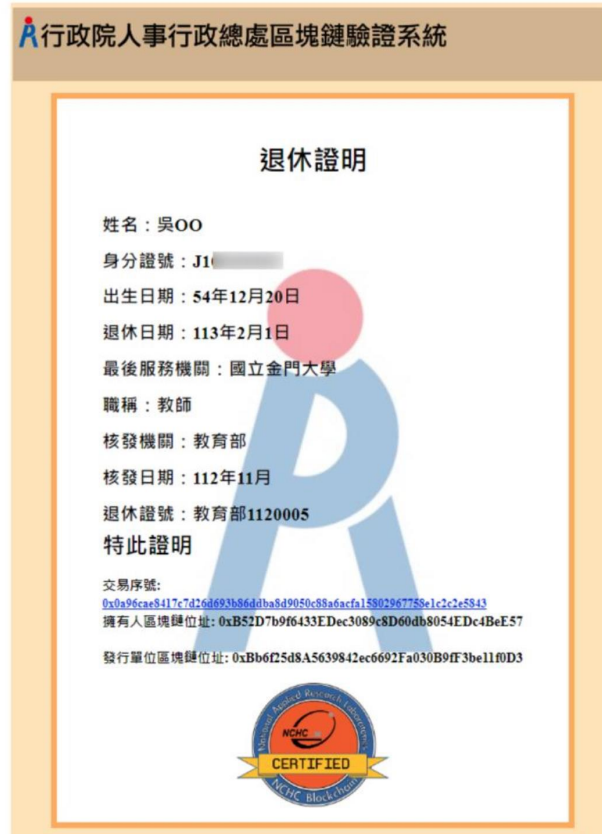 行政院人事行政總處區塊鏈驗證系統
退休證明
姓名：吳OO
身分證號：J1
出生日期：54年12月20日
退休日期：113年2月1日
最後服務機關：國立金門大學
職稱：教師
核發機關：教育部
核發日期：112年11月
退休證號：教育部1120005
特此證明
交易序號:
0x0a96cae8417c7d26d693b86ddba8d9050c88a6acfa15802967758e1c2c2e5843
擁有人區塊鏈位址: 0xB52D7b9f6433EDec3089c8D60db8054EDc4BeE57
發行單位區塊鏈位址: 0xBb6f25d8A5639842ec6692Fa030B9fF3be11f0D3
National Applied Research Laboratories
NCHC
CERTIFIED
NCHC Blockchain